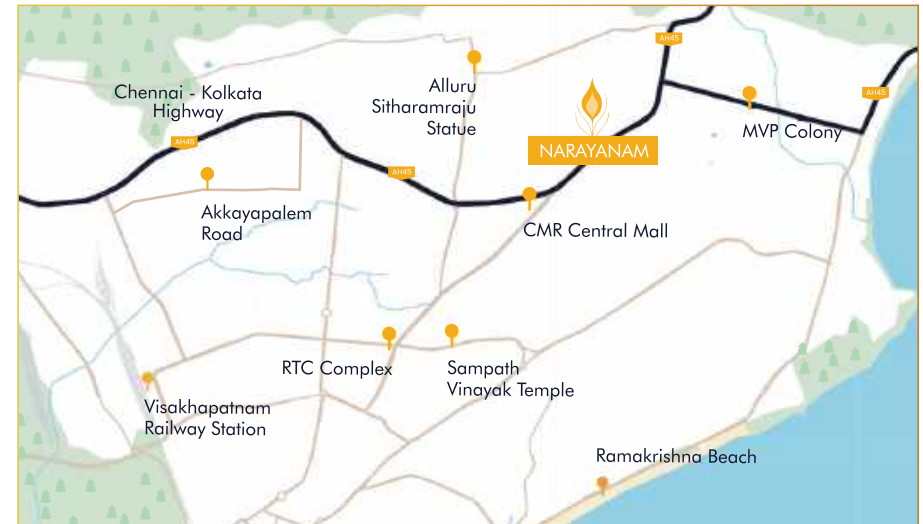 AH45
Alluru
Sitharamraju
Statue
Chennai - Kolkata
Highway
AH45
MVP Colony
AH45
NARAYANAM
AH45
Akkayapalem
Road
CMR Central Mall
RTC Complex
Sampath
Vinayak Temple
Visakhapatnam
Railway Station
Ramakrishna Beach